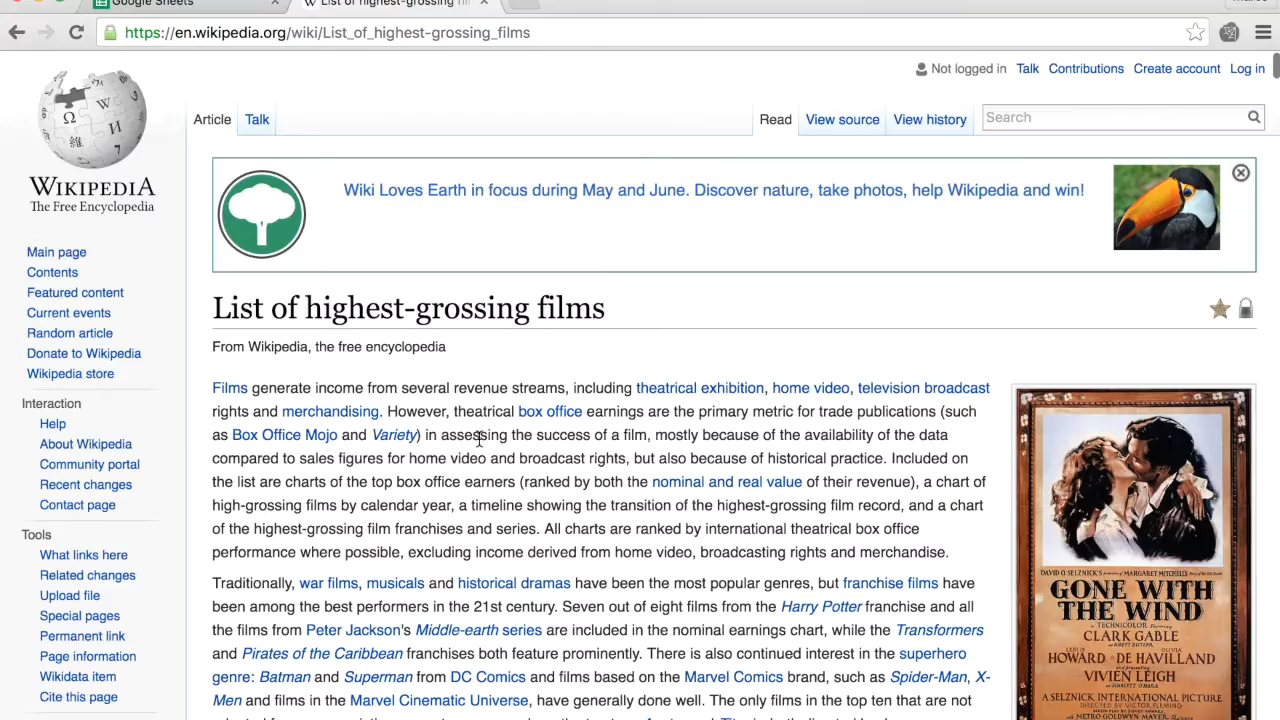 Google Sheets
List of highest-grossing fil
https://en.wikipedia.org/wiki/List_of_highest-grossing_films
Not logged in Talk Contributions Create account Log in
Article Talk Read View source View history Search
WIKIPEDIA
The Free Encyclopedia
Wiki Loves Earth in focus during May and June. Discover nature, take photos, help Wikipedia and win!
Main page
Contents
Featured content
Current events
Random article
Donate to Wikipedia
Wikipedia store
Interaction
Help
About Wikipedia
Community portal
Recent changes
Contact page
Tools
What links here
Related changes
Upload file
Special pages
Permanent link
Page information
Wikidata item
Cite this page
List of highest-grossing films
From Wikipedia, the free encyclopedia
Films generate income from several revenue streams, including theatrical exhibition, home video, television broadcast
rights and merchandising. However, theatrical box office earnings are the primary metric for trade publications (such
as Box Office Mojo and Variety) in assessing the success of a film, mostly because of the availability of the data
compared to sales figures for home video and broadcast rights, but also because of historical practice. Included on
the list are charts of the top box office earners (ranked by both the nominal and real value of their revenue), a chart of
high-grossing films by calendar year, a timeline showing the transition of the highest-grossing film record, and a chart
of the highest-grossing film franchises and series. All charts are ranked by international theatrical box office
performance where possible, excluding income derived from home video, broadcasting rights and merchandise.
Traditionally, war films, musicals and historical dramas have been the most popular genres, but franchise films have
been among the best performers in the 21st century. Seven out of eight films from the Harry Potter franchise and all
the films from Peter Jackson's Middle-earth series are included in the nominal earnings chart, while the Transformers
and Pirates of the Caribbean franchises both feature prominently. There is also continued interest in the superhero
genre: Batman and Superman from DC Comics and films based on the Marvel Comics brand, such as Spider-Man, X-
Men and films in the Marvel Cinematic Universe, have generally done well. The only films in the top ten that are not
DAVID O. SELZNICK'S PRODUCTION OF MARGARET MITCHELL'S
GONE WITH
THE WIND
IN TECHNICOLOR STARRING
CLARK GABLE
AS RHETT BUTLER
LESLIE OLIVIA
HOWARD · DE HAVILLAND
VIVIEN LEIGH
AS SCARLETT O'HARA
A SELZNICK INTERNATIONAL PICTURE
DIRECTED BY VICTOR FLEMING